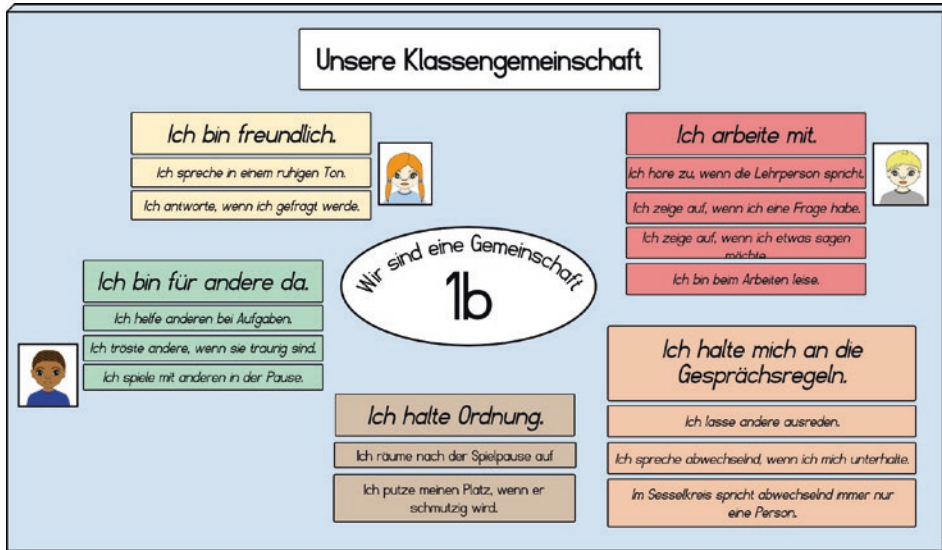 Unsere Klassengemeinschaft
Ich bin freundlich.
Ich spreche in einem ruhigen Ton.
Ich antworte, wenn ich gefragt werde.
Ich arbeite mit.
Ich höre zu, wenn die Lehrperson spricht.
Ich zeige auf, wenn ich eine Frage habe.
Ich zeige auf, wenn ich etwas sagen
möchte.
Ich bin beim Arbeiten leise.
Wir sind eine Gemeinschaft
1b
Ich bin für andere da.
Ich helfe anderen bei Aufgaben.
Ich tröste andere, wenn sie traurig sind.
Ich spiele mit anderen in der Pause.
Ich halte Ordnung.
Ich räume nach der Spielpause auf
Ich putze meinen Platz, wenn er
schmutzig wird.
Ich halte mich an die
Gesprächsregeln.
Ich lasse andere ausreden.
Ich spreche abwechselnd, wenn ich mich unterhalte.
Im Sesselkreis spricht abwechselnd immer nur
eine Person.